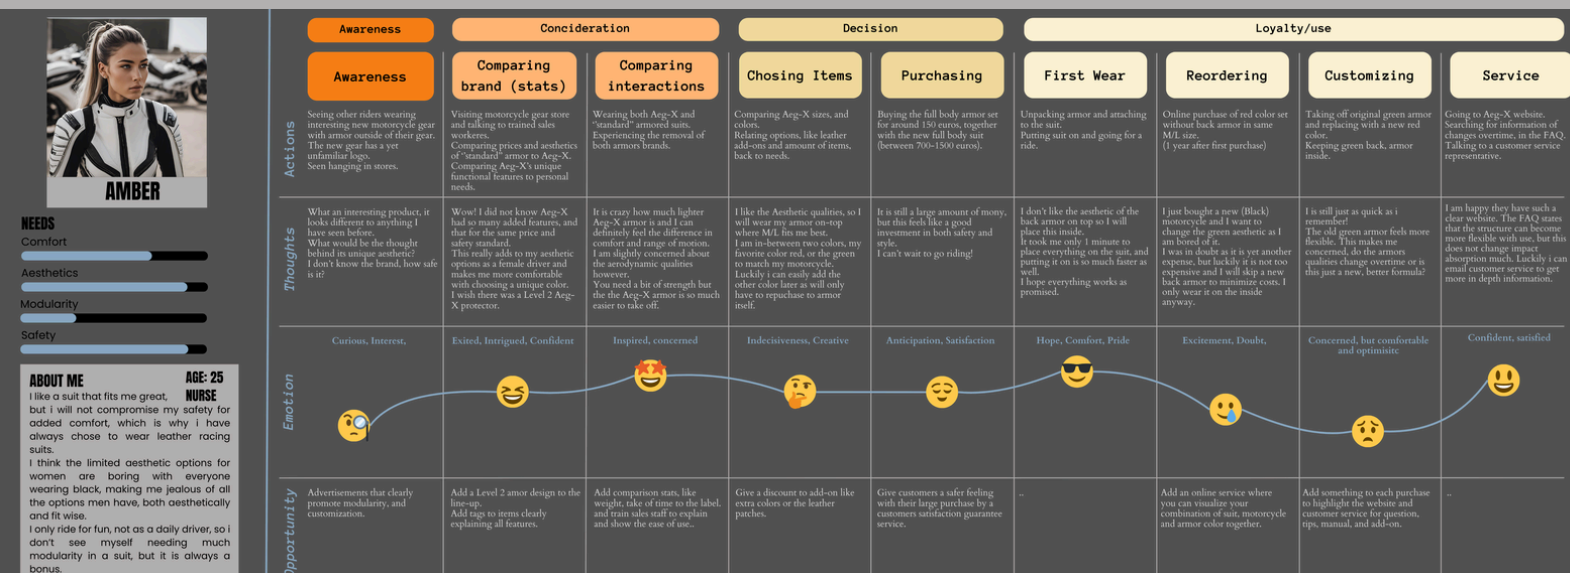 AMBER
NEEDS
Comfort
Aesthetics
Modularity
Safety
ABOUT ME
AGE: 25
NURSE
I like a suit that fits me great,
but i will not compromise my safety for
added comfort, which is why i have
always chose to wear leather racing
suits.
I think the limited aesthetic options for
women are boring with everyone
wearing black, making me jealous of all
the options men have, both aesthetically
and fit wise.
I only ride for fun, not as a daily driver, so i
don't see myself needing much
modularity in a suit, but it is always a
bonus.
Awareness
Concideration
Decision
Loyalty/use
Awareness
Comparing
brand (stats)
Comparing
interactions
Chosing Items
Purchasing
First Wear
Reordering
Customizing
Service
Actions
Seeing other riders wearing
interesting new motorcycle gear
with armor outside of their gear.
The new gear has a yet
unfamiliar logo.
Seen hanging in stores.
Visiting motorcycle gear store
and talking to trained sales
workeres.
Comparing prices and aesthetics
of "standard" armor to Aeg-X.
Comparing Aeg-X's unique
functional features to personal
needs.
Wearing both Aeg-X and
"standard" armored suits.
Experiencing the removal of
both armors brands.
Comparing Aeg-X sizes, and
colors.
Relating options, like leather
add-ons and amount of items,
back to needs.
Buying the full body armor set
for around 150 euros, together
with the new full body suit
(between 700-1500 euros).
Unpacking armor and attaching
to the suit.
Putting suit on and going for a
ride.
Online purchase of red color set
without back armor in same
M/L size.
(1 year after first purchase)
Taking off original green armor
and replacing with a new red
color.
Keeping green back, armor
inside.
Going to Aeg-X website.
Searching for information of
changes overtime, in the FAQ.
Talking to a customer service
representative.
Thoughts
What an interesting product, it
looks different to anything I
have seen before.
What would be the thought
behind its unique aesthetic?
I don't know the brand, how safe
is it?
Wow! I did not know Aeg-X
had so many added features, and
that for the same price and
safety standard.
This really adds to my aesthetic
options as a female driver and
makes me more comfortable
with choosing a unique color.
I wish there was a Level 2 Aeg-
X protector.
It is crazy how much lighter
Aeg-X armor is and I can
definitely feel the difference in
comfort and range of motion.
I am slightly concerned about
the aerodynamic qualities
however.
You need a bit of strength but
the the Aeg-X armor is so much
easier to take off.
I like the Aesthetic qualities, so I
will wear my armor on-top
where M/L fits me best.
I am in-between two colors, my
favorite color red, or the green
to match my motorcycle.
Luckily i can easily add the
other color later as will only
have to repurchase to armor
itself.
It is still a large amount of mony,
but this feels like a good
investment in both safety and
style.
I can't wait to go riding!
I don't like the aesthetic of the
back armor on top so I will
place this inside.
It took me only 1 minute to
place everything on the suit, and
putting it on is so much faster as
well.
I hope everything works as
promised.
I just bought a new (Black)
motorcycle and I want to
change the green aesthetic as I
am bored of it.
I was in doubt as it is yet another
expense, but luckily it is not too
expensive and I will skip a new
back armor to minimize costs. I
only wear it on the inside
anyway.
I is still just as quick as i
remember!
The old green armor feels more
flexible. This makes me
concerned, do the armors
qualities change overtime or is
this just a new, better formula?
I am happy they have such a
clear website. The FAQ states
that the structure can become
more flexible with use, but this
does not change impact
absorption much. Luckily i can
email customer service to get
more in depth information.
Emotion
Curious, Interest,
Exited, Intrigued, Confident
Inspired, concerned
Indecisiveness, Creative
Anticipation, Satisfaction
Hope, Comfort, Pride
Excitement, Doubt,
Concerned, but comfortable
and optimisitc
Confident, satisfied
Opportunity
Advertisements that clearly
promote modularity, and
customization.
Add a Level 2 amor design to the
line-up.
Add tags to items clearly
explaining all features.
Add comparison stats, like
weight, take of time to the label.
and train sales staff to explain
and show the ease of use..
Give a discount to add-on like
extra colors or the leather
patches.
Give customers a safer feeling
with their large purchase by a
customers satisfaction guarantee
service.
..
Add an online service where
you can visualize your
combination of suit, motorcycle
and armor color together.
Add something to each purchase
to highlight the website and
customer service for question,
tips, manual, and add-on.
..